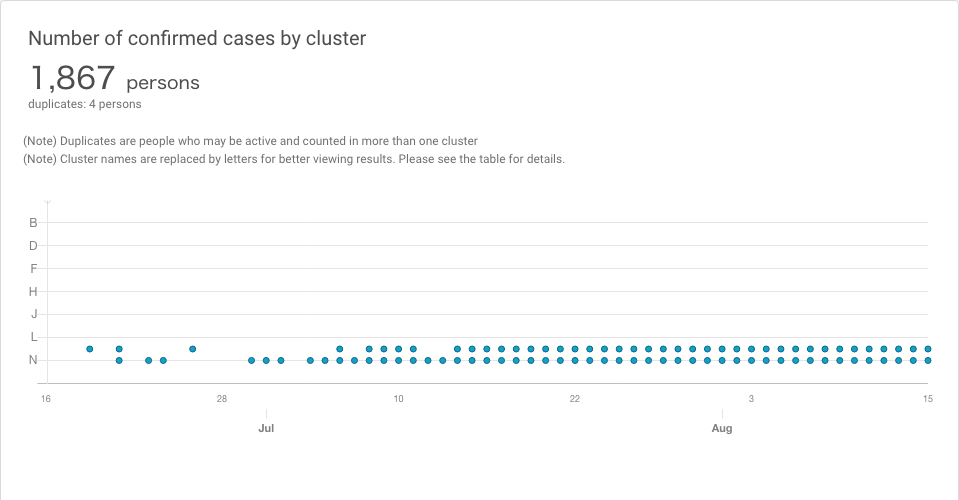 Number of confirmed cases by cluster
1,867 persons
duplicates: 4 persons
(Note) Duplicates are people who may be active and counted in more than one cluster
(Note) Cluster names are replaced by letters for better viewing results. Please see the table for details.
B
D
F
H
J
L
N
16 28 10 22 3 15
Jul Aug